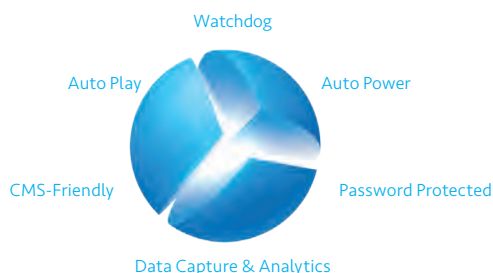 Watchdog
Auto Play
Auto Power
CMS-Friendly
Password Protected
Data Capture & Analytics